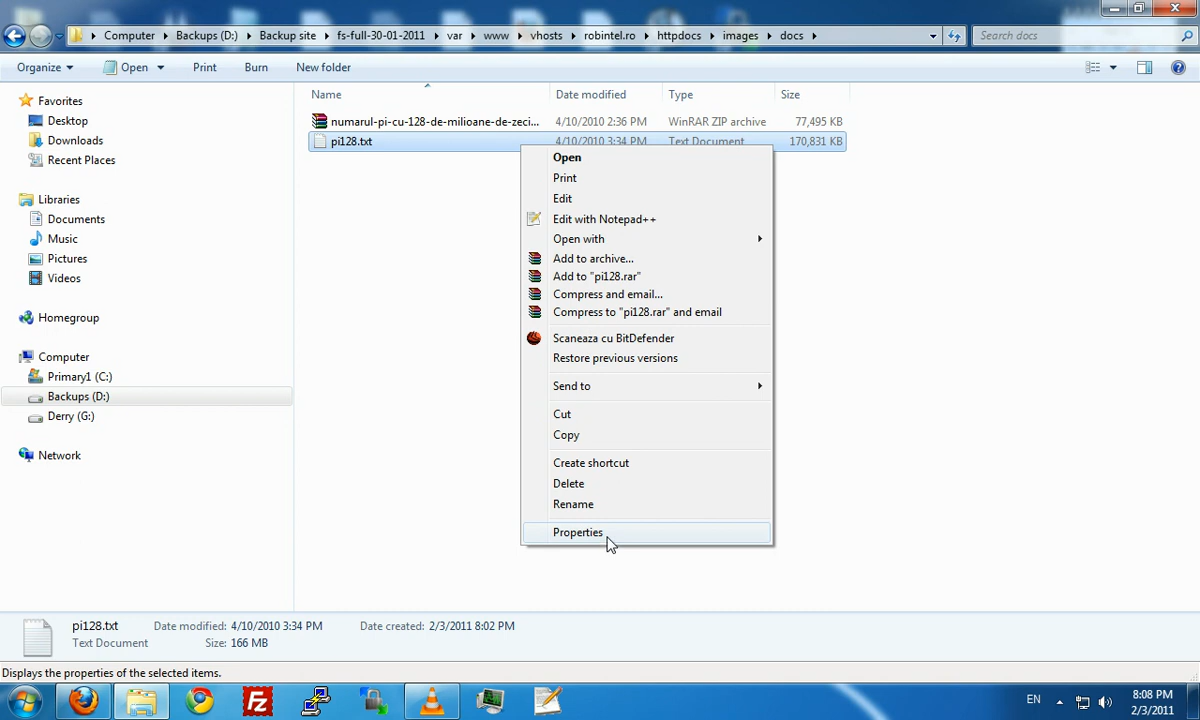 Computer Backups (D:) Backup site fs-full-30-01-2011 var www vhosts robintel.ro httpdocs images docs Search docs
Organize Open Print Burn New folder
Name Date modified Type Size
Favorites
Desktop
Downloads
Recent Places
Libraries
Documents
Music
Pictures
Videos
Homegroup
Computer
Primary1 (C:)
Backups (D:)
Derry (G:)
Network
numarul-pi-cu-128-de-milioane-de-zeci... 4/10/2010 2:36 PM WinRAR ZIP archive 77,495 KB
pi128.txt 4/10/2010 3:34 PM Text Document 170,831 KB
Open
Print
Edit
Edit with Notepad++
Open with
Add to archive...
Add to "pi128.rar"
Compress and email...
Compress to "pi128.rar" and email
Scaneaza cu BitDefender
Restore previous versions
Send to
Cut
Copy
Create shortcut
Delete
Rename
Properties
pi128.txt Date modified: 4/10/2010 3:34 PM Date created: 2/3/2011 8:02 PM
Text Document Size: 166 MB
Displays the properties of the selected items.
EN 8:08 PM
2/3/2011